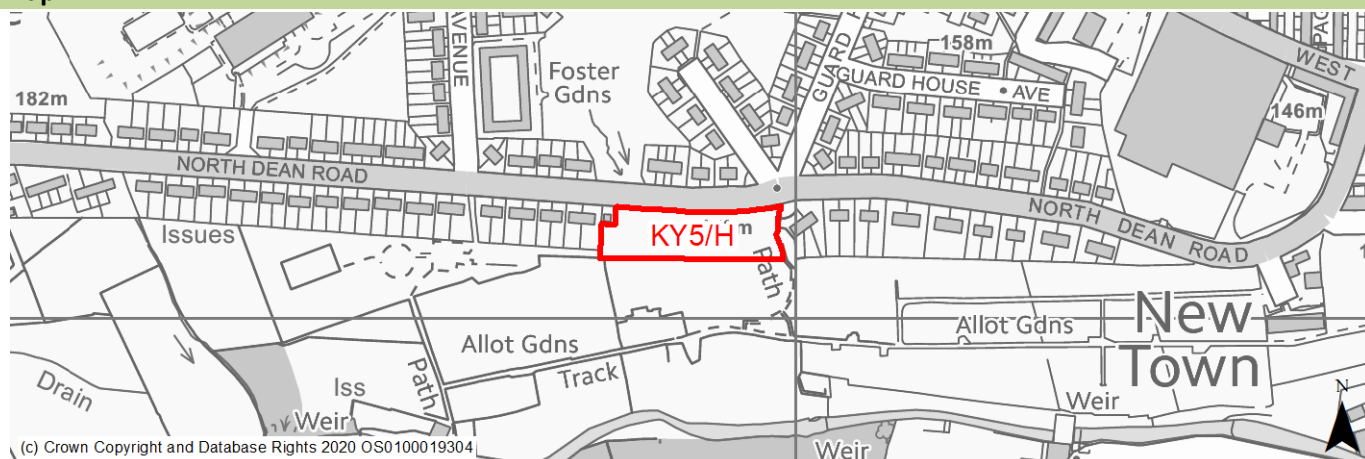 AVENUE
Foster
Gdns
182m
158m
GUARD
GUARD HOUSE AVE
WEST
146m
NORTH DEAN ROAD
NORTH DEAN ROAD
Issues
KY5/H
m
Path
Allot Gdns
Allot Gdns
New
Town
Track
Path
Drain
Iss
Weir
Weir
Weir
N
(c) Crown Copyright and Database Rights 2020 OS0100019304